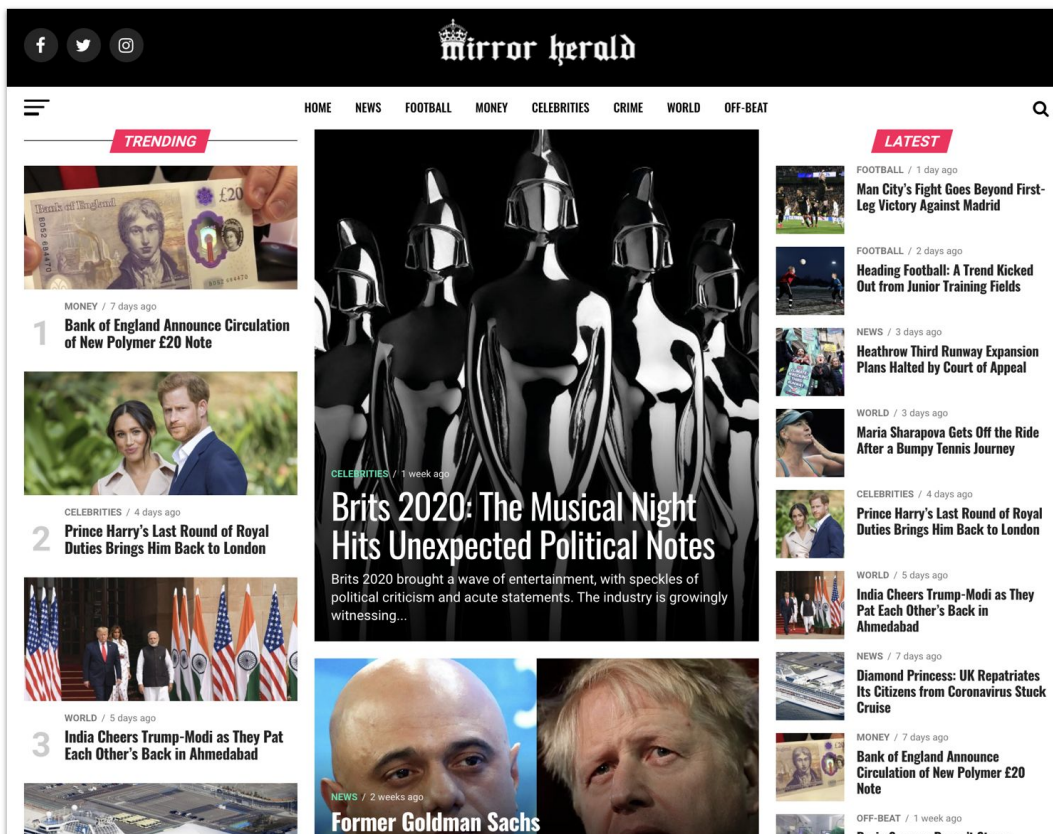 mirror herald
HOME NEWS FOOTBALL MONEY CELEBRITIES CRIME WORLD OFF-BEAT
TRENDING
Bank of England
£20
MONEY / 7 days ago
1
Bank of England Announce Circulation
of New Polymer £20 Note
CELEBRITIES / 4 days ago
2
Prince Harry's Last Round of Royal
Duties Brings Him Back to London
WORLD / 5 days ago
3
India Cheers Trump-Modi as They Pat
Each Other's Back in Ahmedabad
CELEBRITIES / 1 week ago
Brits 2020: The Musical Night
Hits Unexpected Political Notes
Brits 2020 brought a wave of entertainment, with speckles of
political criticism and acute statements. The industry is growingly
witnessing...
NEWS / 2 weeks ago
Former Goldman Sachs
LATEST
FOOTBALL / 1 day ago
Man City's Fight Goes Beyond First-
Leg Victory Against Madrid
FOOTBALL / 2 days ago
Heading Football: A Trend Kicked
Out from Junior Training Fields
NEWS / 3 days ago
Heathrow Third Runway Expansion
Plans Halted by Court of Appeal
WORLD / 3 days ago
Maria Sharapova Gets Off the Ride
After a Bumpy Tennis Journey
CELEBRITIES / 4 days ago
Prince Harry's Last Round of Royal
Duties Brings Him Back to London
WORLD / 5 days ago
India Cheers Trump-Modi as They
Pat Each Other's Back in
Ahmedabad
NEWS / 7 days ago
Diamond Princess: UK Repatriates
Its Citizens from Coronavirus Stuck
Cruise
MONEY / 7 days ago
Bank of England Announce
Circulation of New Polymer £20
Note
OFF-BEAT / 1 week ago